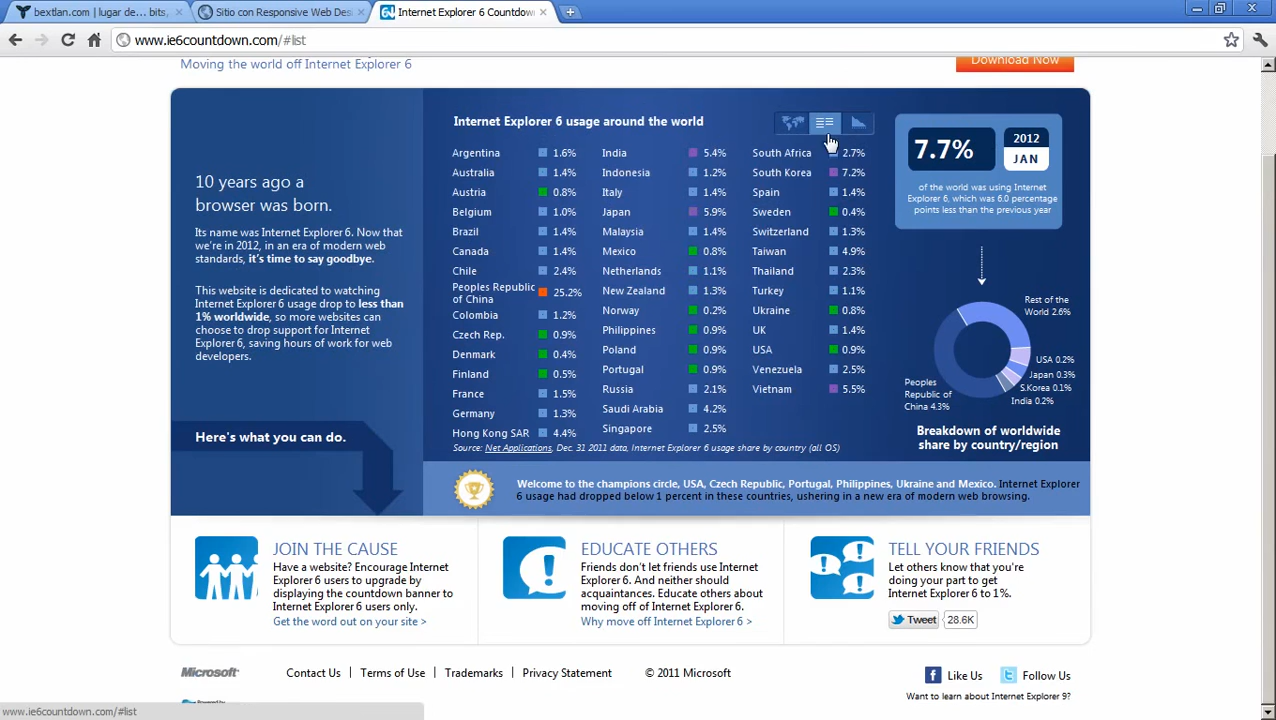 bextlan.com | lugar de... bits,
Sitio con Responsive Web Des
Internet Explorer 6 Countdow
www.ie6countdown.com/#list
Moving the world off Internet Explorer 6
Download Now
10 years ago a
browser was born.
Its name was Internet Explorer 6. Now that
we're in 2012, in an era of modern web
standards, it's time to say goodbye.
This website is dedicated to watching
Internet Explorer 6 usage drop to less than
1% worldwide, so more websites can
choose to drop support for Internet
Explorer 6, saving hours of work for web
developers.
Here's what you can do.
Internet Explorer 6 usage around the world
Argentina 1.6%
Australia 1.4%
Austria 0.8%
Belgium 1.0%
Brazil 1.4%
Canada 1.4%
Chile 2.4%
Peoples Republic
of China 25.2%
Colombia 1.2%
Czech Rep. 0.9%
Denmark 0.4%
Finland 0.5%
France 1.5%
Germany 1.3%
Hong Kong SAR 4.4%
India 5.4%
Indonesia 1.2%
Italy 1.4%
Japan 5.9%
Malaysia 1.4%
Mexico 0.8%
Netherlands 1.1%
New Zealand 1.3%
Norway 0.2%
Philippines 0.9%
Poland 0.9%
Portugal 0.9%
Russia 2.1%
Saudi Arabia 4.2%
Singapore 2.5%
South Africa 2.7%
South Korea 7.2%
Spain 1.4%
Sweden 0.4%
Switzerland 1.3%
Taiwan 4.9%
Thailand 2.3%
Turkey 1.1%
Ukraine 0.8%
UK 1.4%
USA 0.9%
Venezuela 2.5%
Vietnam 5.5%
Source: Net Applications, Dec. 31 2011 data, Internet Explorer 6 usage share by country (all OS)
7.7%
2012
JAN
of the world was using Internet
Explorer 6, which was 6.0 percentage
points less than the previous year
Rest of the
World 2.6%
USA 0.2%
Japan 0.3%
S.Korea 0.1%
India 0.2%
Peoples
Republic of
China 4.3%
Breakdown of worldwide
share by country/region
Welcome to the champions circle, USA, Czech Republic, Portugal, Philippines, Ukraine and Mexico. Internet Explorer
6 usage had dropped below 1 percent in these countries, ushering in a new era of modern web browsing.
JOIN THE CAUSE
Have a website? Encourage Internet
Explorer 6 users to upgrade by
displaying the countdown banner to
Internet Explorer 6 users only.
Get the word out on your site >
EDUCATE OTHERS
Friends don't let friends use Internet
Explorer 6. And neither should
acquaintances. Educate others about
moving off of Internet Explorer 6.
Why move off Internet Explorer 6 >
TELL YOUR FRIENDS
Let others know that you're
doing your part to get
Internet Explorer 6 to 1%.
Tweet 28.6K
Microsoft
Contact Us | Terms of Use | Trademarks | Privacy Statement © 2011 Microsoft
Like Us
Follow Us
Want to learn about Internet Explorer 9?
Powered by
www.ie6countdown.com/#list